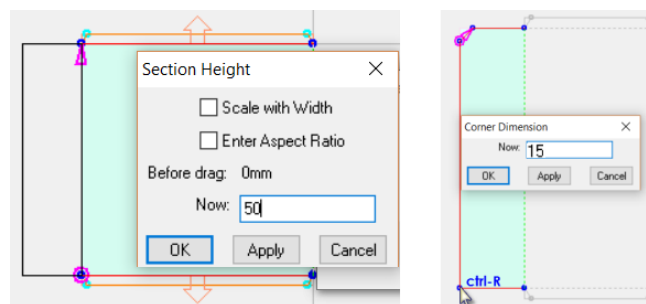 Section Height
Scale with Width
Enter Aspect Ratio
Before drag: 0mm
Now: 50
OK Apply Cancel
Corner Dimension
Now: 15
OK Apply Cancel
ctrl-R